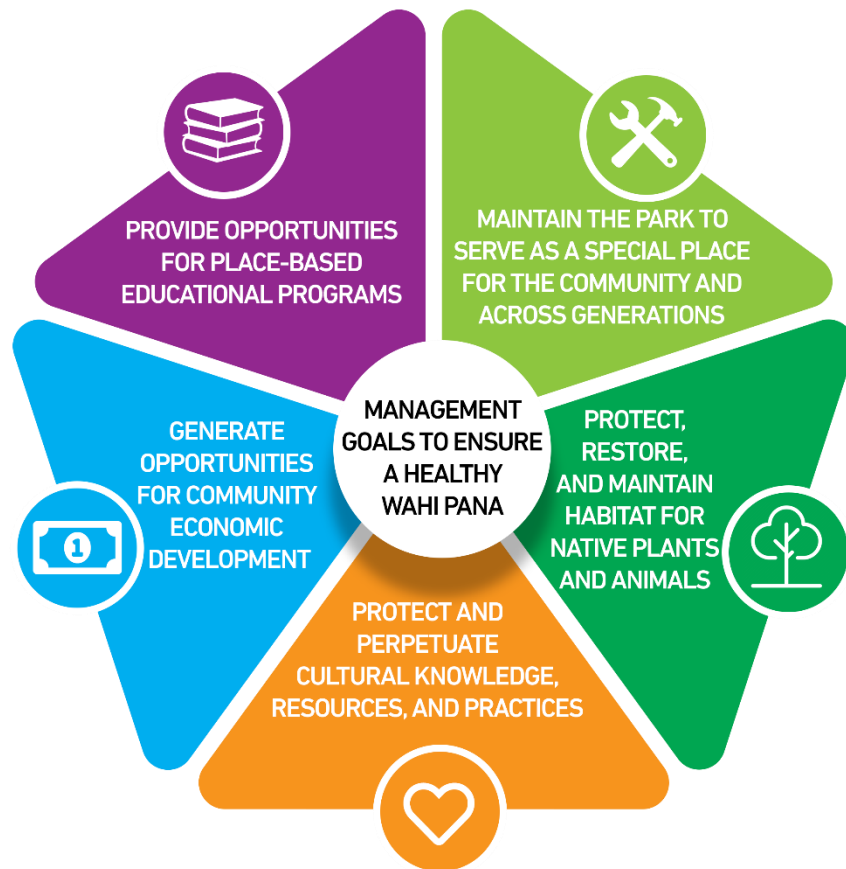 PROVIDE OPPORTUNITIES
FOR PLACE-BASED
EDUCATIONAL PROGRAMS
MAINTAIN THE PARK TO
SERVE AS A SPECIAL PLACE
FOR THE COMMUNITY AND
ACROSS GENERATIONS
MANAGEMENT
GOALS TO ENSURE
A HEALTHY
WAHI PANA
GENERATE
OPPORTUNITIES
FOR COMMUNITY
ECONOMIC
DEVELOPMENT
1
PROTECT,
RESTORE,
AND MAINTAIN
HABITAT FOR
NATIVE PLANTS
AND ANIMALS
PROTECT AND
PERPETUATE
CULTURAL KNOWLEDGE,
RESOURCES, AND PRACTICES